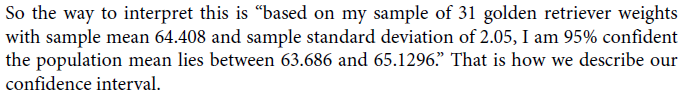 So the way to interpret this is “based on my sample of 31 golden retriever weights
with sample mean 64.408 and sample standard deviation of 2.05, I am 95% confident
the population mean lies between 63.686 and 65.1296.” That is how we describe our
confidence interval.